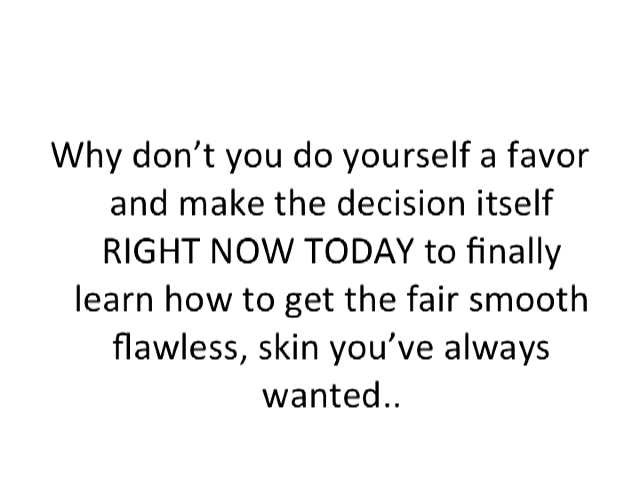 Why don’t you do yourself a favor
and make the decision itself
RIGHT NOW TODAY to finally
learn how to get the fair smooth
flawless, skin you’ve always
wanted..